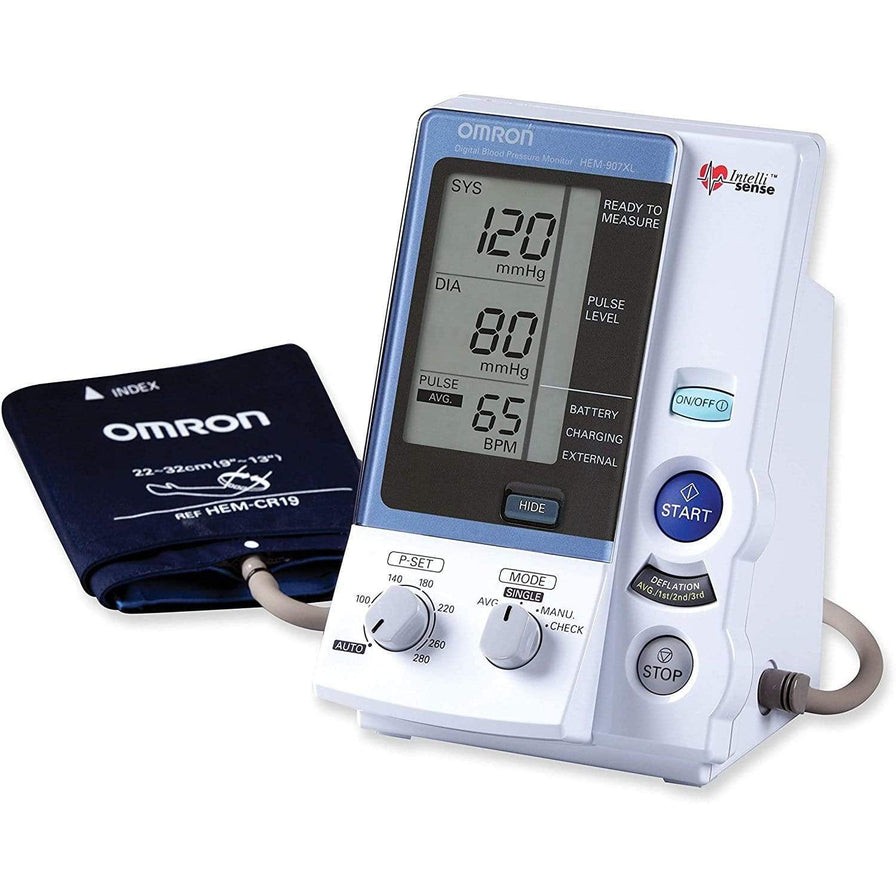 OMRON
Digital Blood Pressure Monitor HEM-907XL
Intelli™
sense
SYS
120
mmHg
DIA
80
mmHg
PULSE
AVG.
65
BPM
READY TO
MEASURE
PULSE
LEVEL
BATTERY
CHARGING
EXTERNAL
HIDE
ON/OFF
START
DEFLATION
AVG./1st/2nd/3rd
STOP
P-SET
AUTO
100
140
180
220
260
280
MODE
SINGLE
AVG.
MANU.
CHECK
INDEX
OMRON
22~32cm (9"~13")
REF HEM-CR19